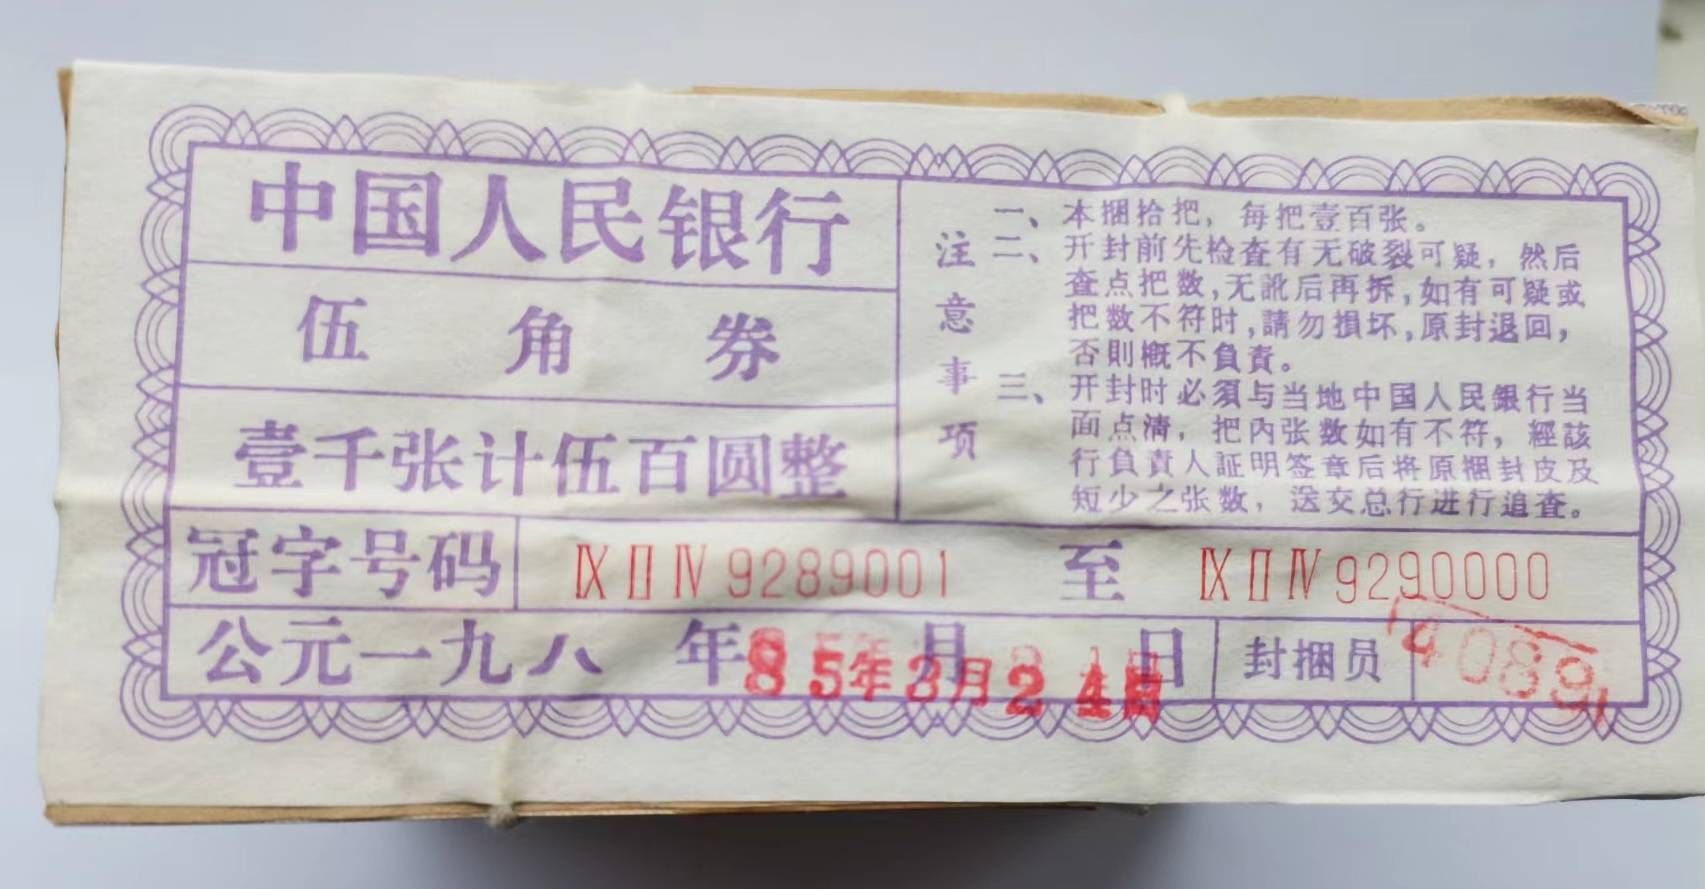 中国人民银行
伍角券
壹千张计伍百圆整
注意事项
一、本捆拾把，每把壹百张。
二、开封前先检查有无破裂可疑，然后
查点把数，无訛后再拆，如有可疑或
把数不符时，請勿損坏，原封退回，
否則概不負責。
三、开封时必須与当地中国人民銀行当
面点清，把内张数如有不符，經該
行負責人証明签章后将原捆封皮及
短少之张数，送交总行进行追查。
冠字号码 ⅨⅡⅣ9289001 至 ⅨⅡⅣ9290000
公元一九八 年 月 日 封捆员
85年3月24日
4089